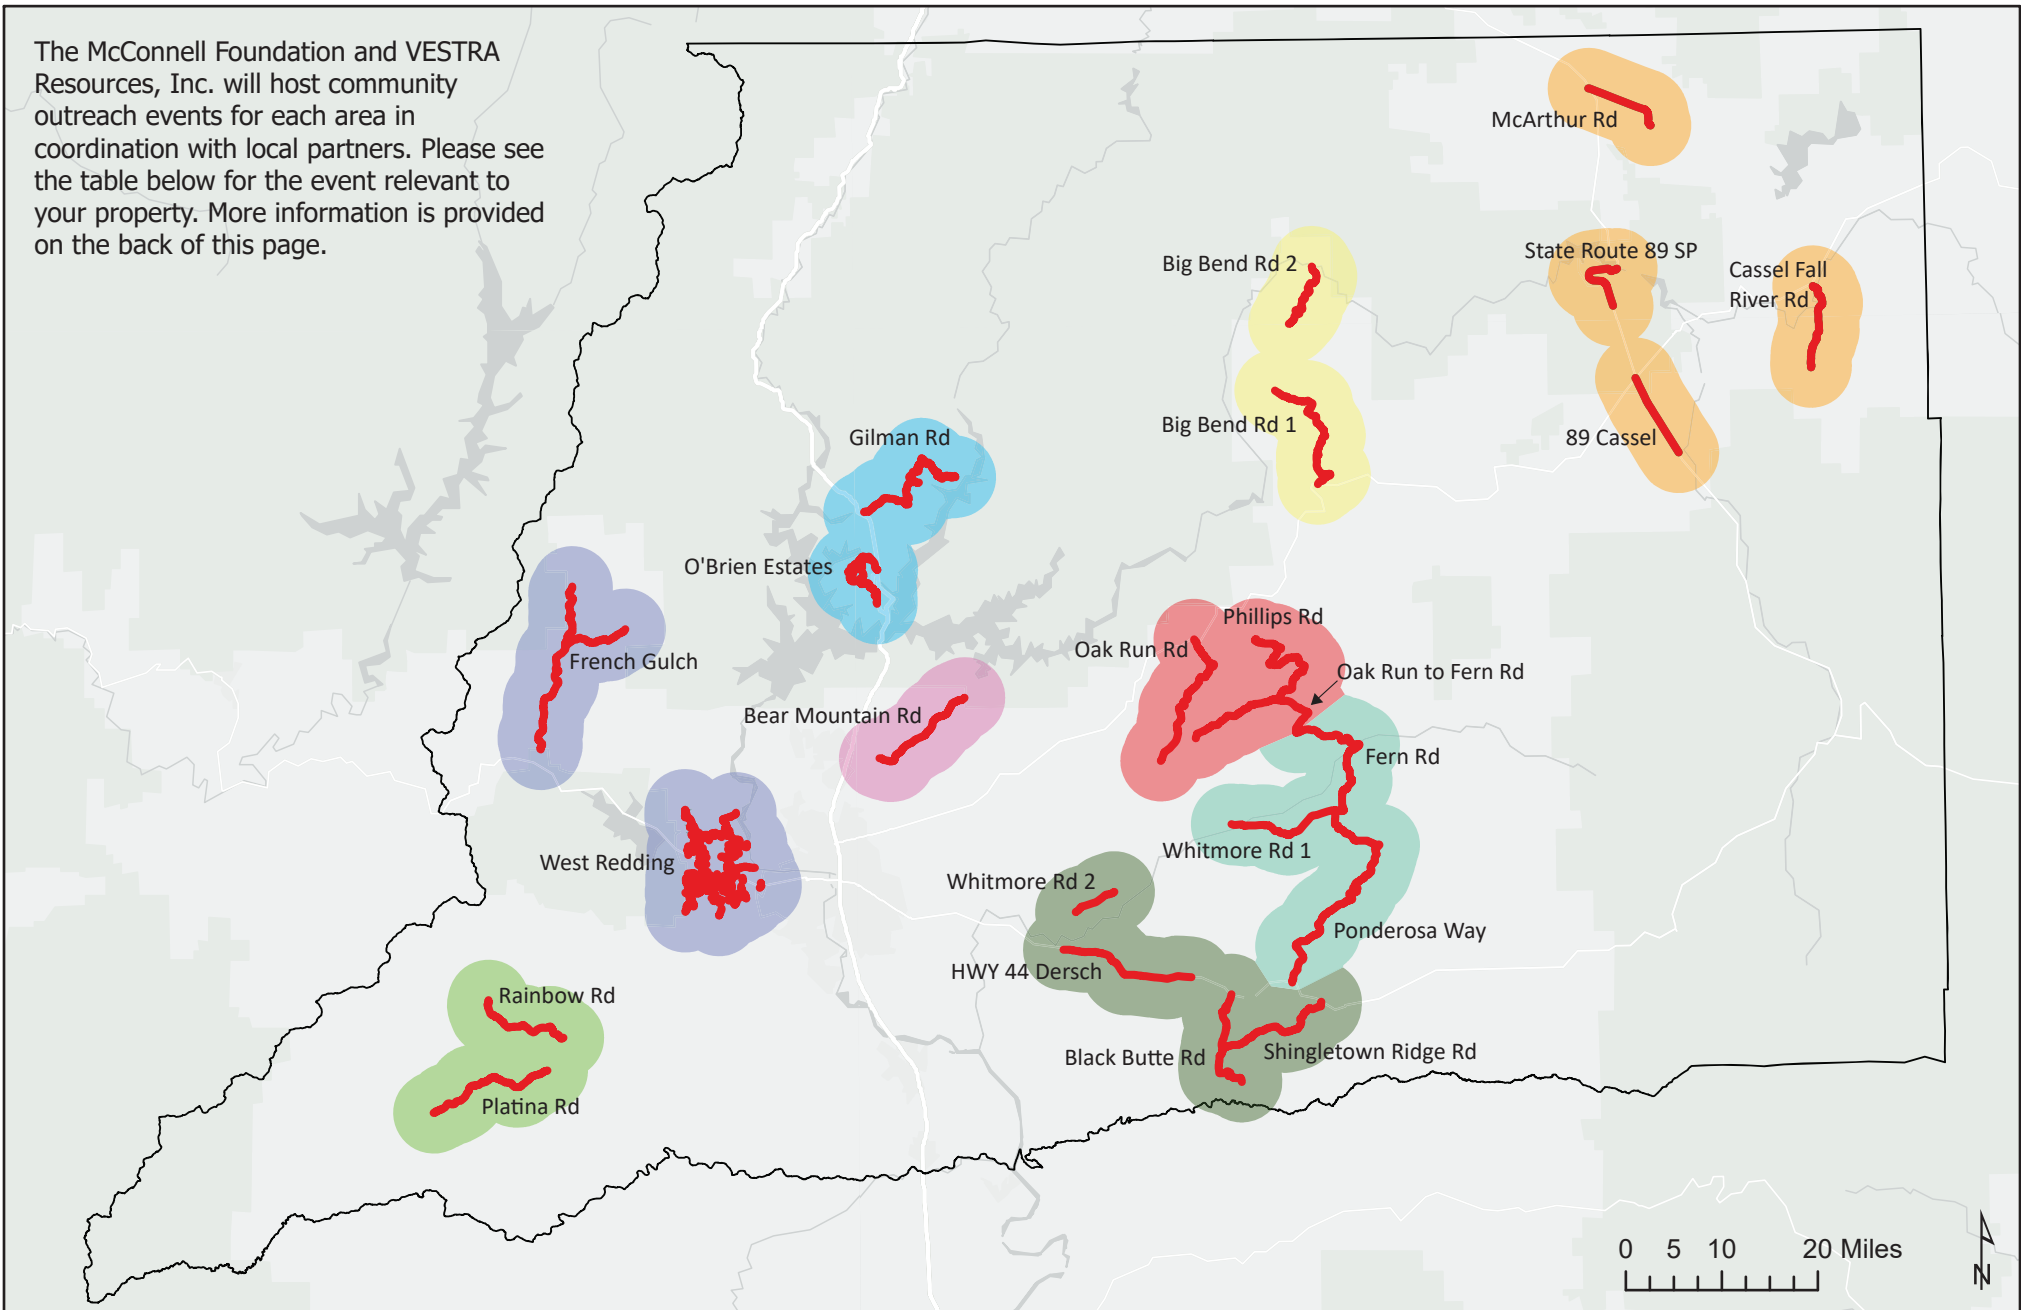 The McConnell Foundation and VESTRA
Resources, Inc. will host community
outreach events for each area in
coordination with local partners. Please see
the table below for the event relevant to
your property. More information is provided
on the back of this page.
McArthur Rd
State Route 89 SP
Cassel Fall
River Rd
Big Bend Rd 2
Big Bend Rd 1
89 Cassel
Gilman Rd
O'Brien Estates
French Gulch
Phillips Rd
Oak Run Rd
Oak Run to Fern Rd
Bear Mountain Rd
Fern Rd
West Redding
Whitmore Rd 1
Whitmore Rd 2
Ponderosa Way
HWY 44 Dersch
Rainbow Rd
Black Butte Rd
Shingletown Ridge Rd
Platina Rd
0 5 10 20 Miles
N